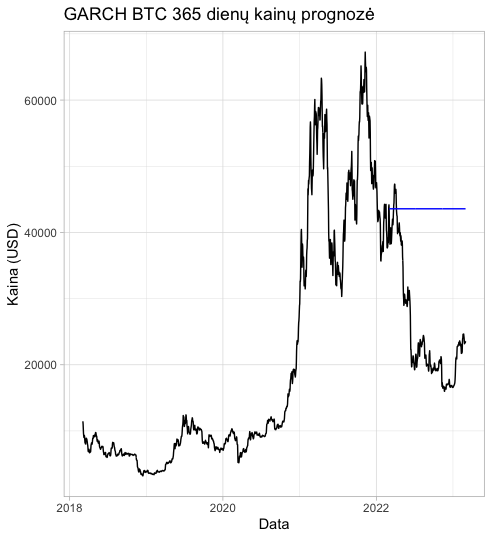 GARCH BTC 365 dienų kainų prognozė
Kaina (USD)
60000
40000
20000
2018
2020
2022
Data